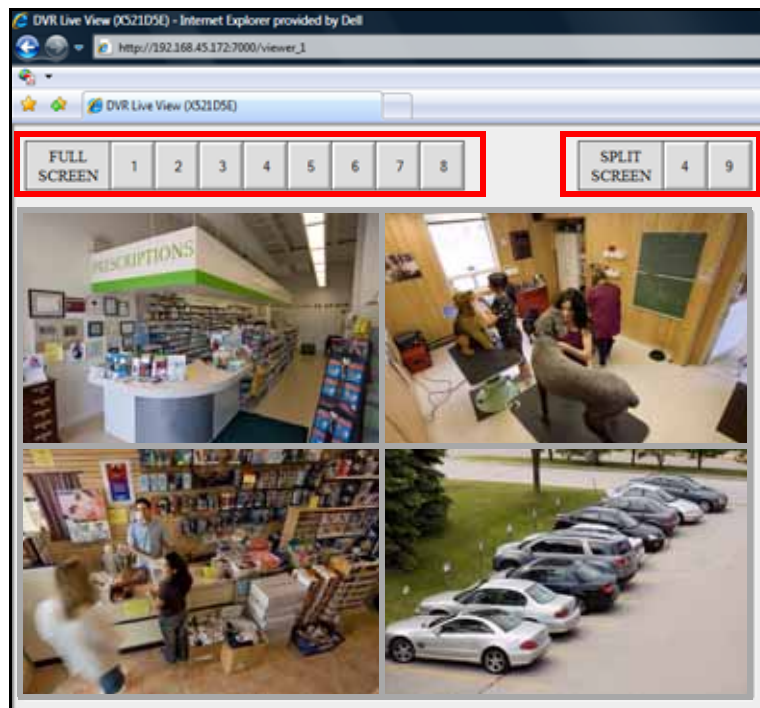 DVR Live View (X521D5E) - Internet Explorer provided by Dell
http://192.168.45.172:7000/viewer_1
DVR Live View (X521D5E)
FULL SCREEN 1 2 3 4 5 6 7 8
SPLIT SCREEN 4 9
PRESCRIPTIONS